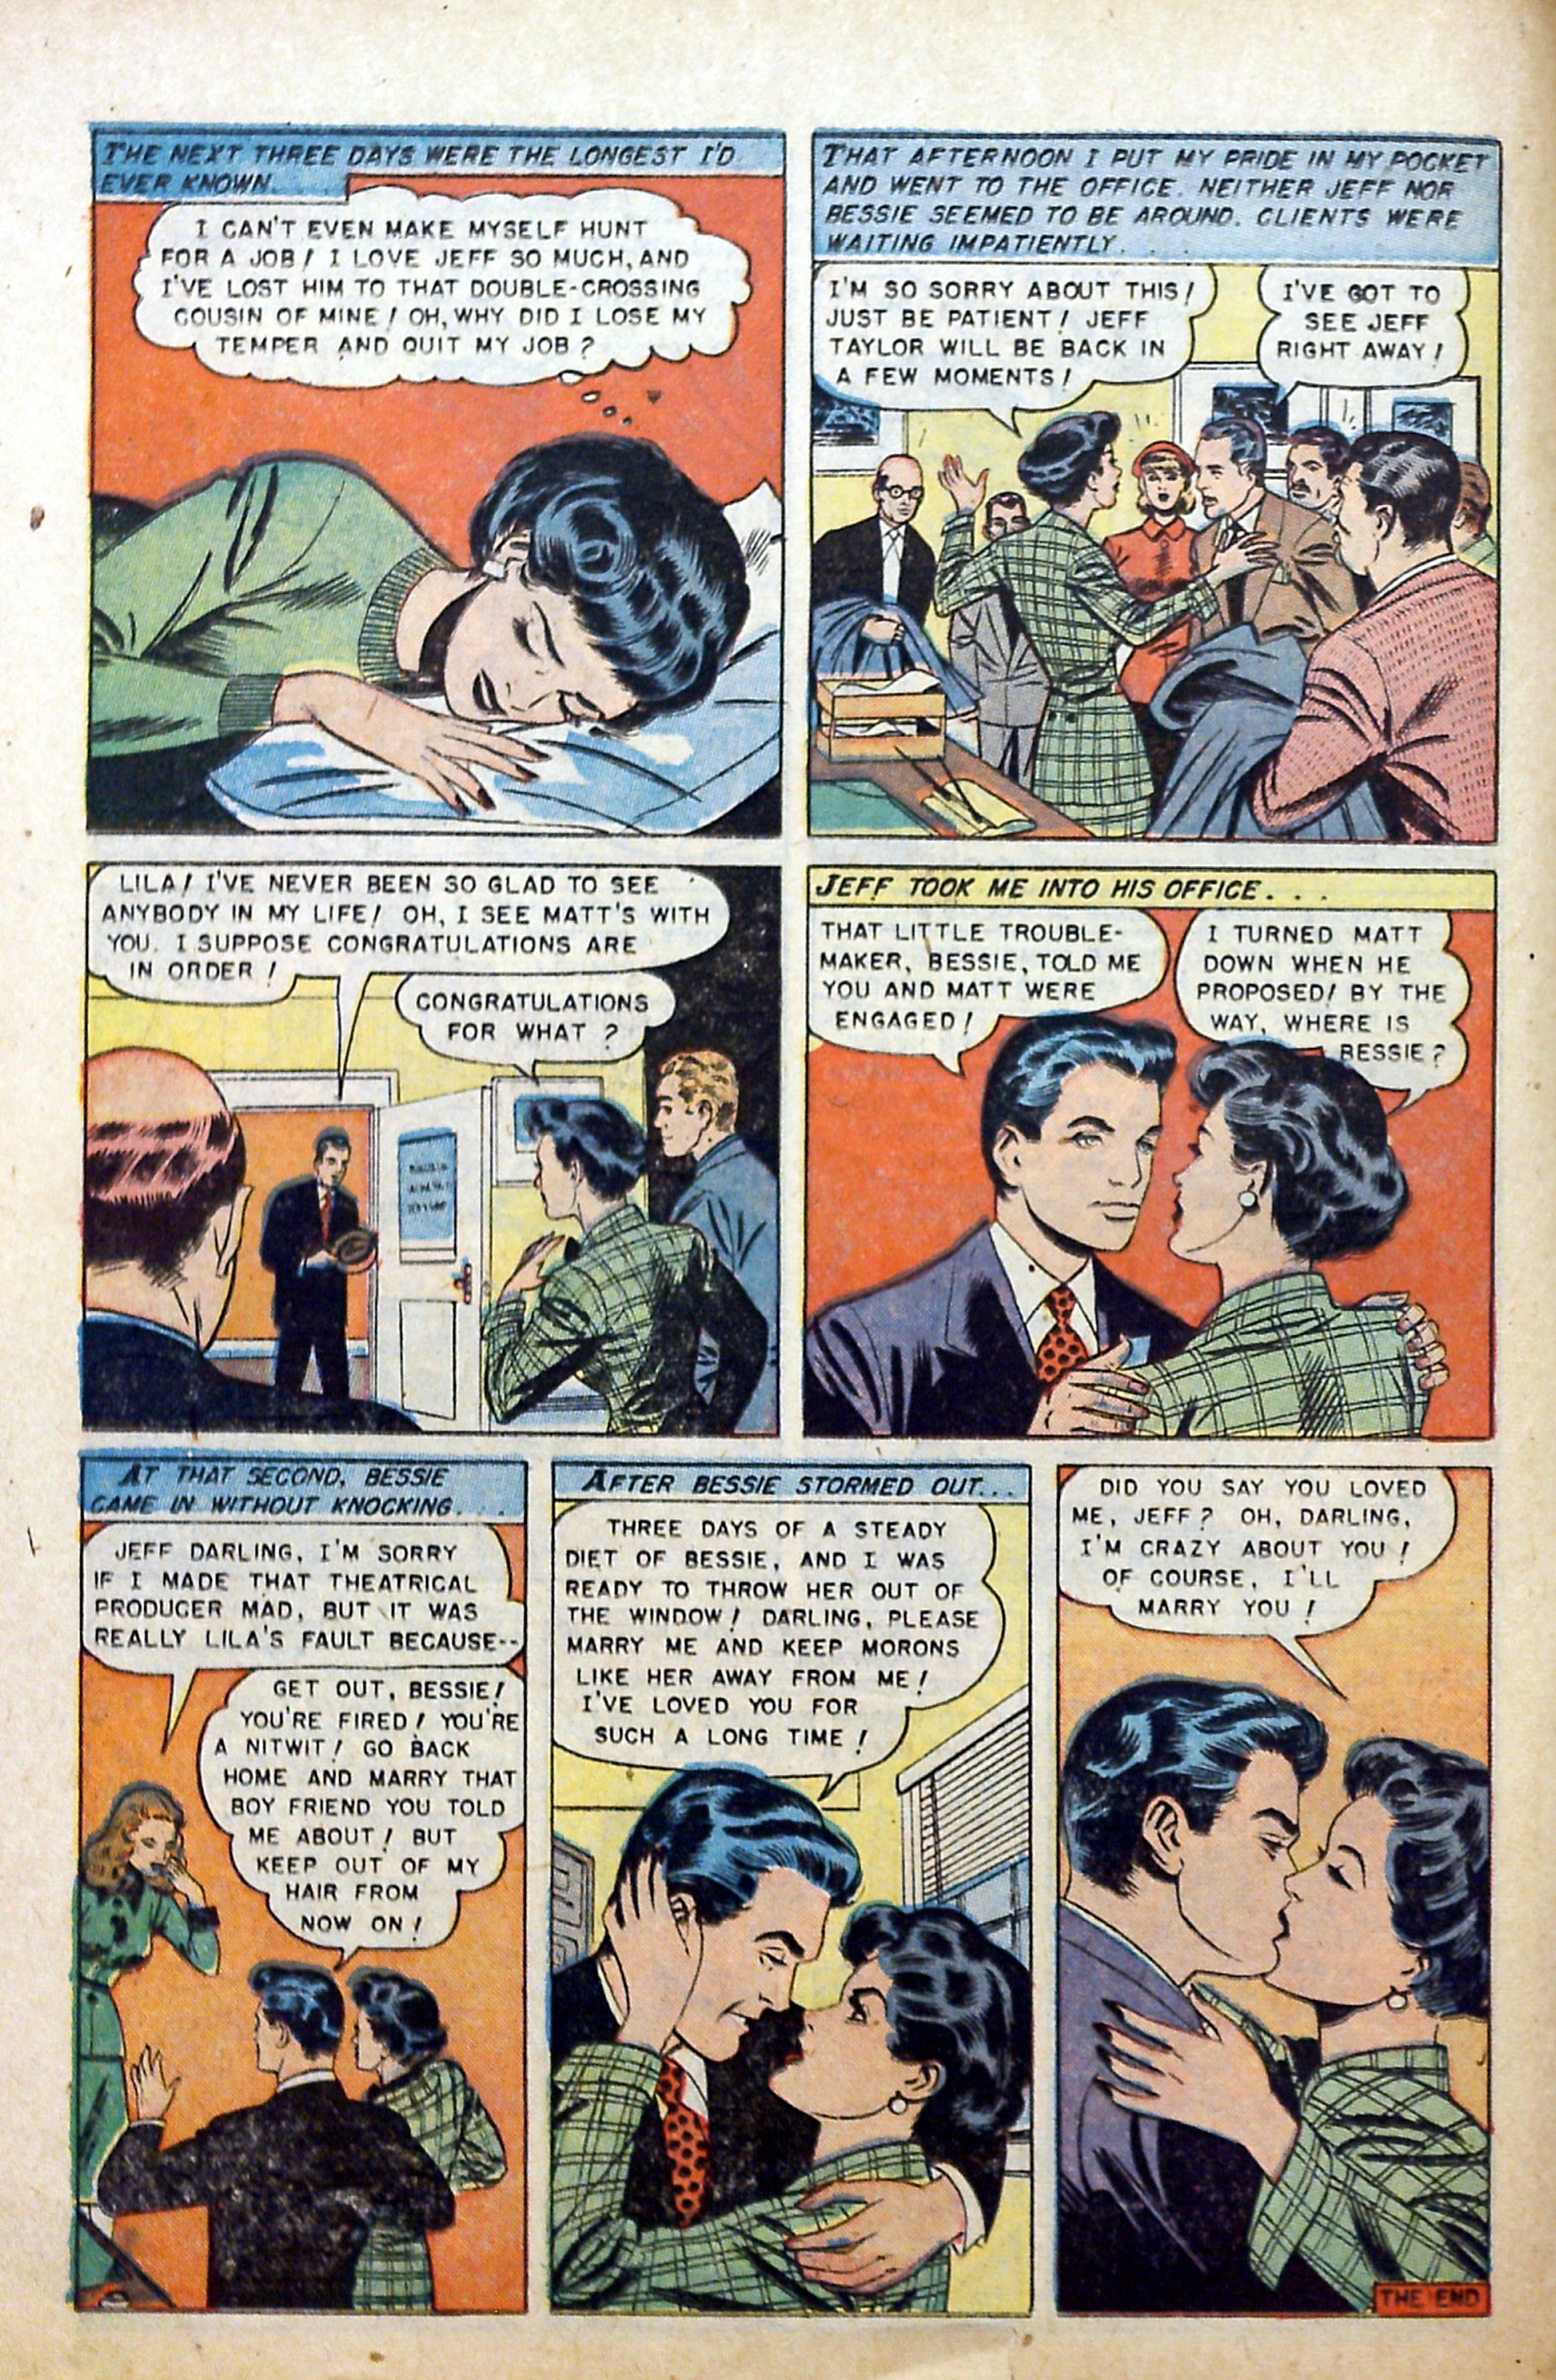 THE NEXT THREE DAYS WERE THE LONGEST I'D
EVER KNOWN. . . .
I CAN'T EVEN MAKE MYSELF HUNT
FOR A JOB! I LOVE JEFF SO MUCH, AND
I'VE LOST HIM TO THAT DOUBLE-CROSSING
COUSIN OF MINE! OH, WHY DID I LOSE MY
TEMPER AND QUIT MY JOB?
THAT AFTERNOON I PUT MY PRIDE IN MY POCKET
AND WENT TO THE OFFICE. NEITHER JEFF NOR
BESSIE SEEMED TO BE AROUND. CLIENTS WERE
WAITING IMPATIENTLY. . . .
I'M SO SORRY ABOUT THIS!
JUST BE PATIENT! JEFF
TAYLOR WILL BE BACK IN
A FEW MOMENTS!
I'VE GOT TO
SEE JEFF
RIGHT AWAY!
LILA! I'VE NEVER BEEN SO GLAD TO SEE
ANYBODY IN MY LIFE! OH, I SEE MATT'S WITH
YOU. I SUPPOSE CONGRATULATIONS ARE
IN ORDER!
CONGRATULATIONS
FOR WHAT?
JEFF TOOK ME INTO HIS OFFICE. . .
THAT LITTLE TROUBLE-
MAKER, BESSIE, TOLD ME
YOU AND MATT WERE
ENGAGED!
I TURNED MATT
DOWN WHEN HE
PROPOSED! BY THE
WAY, WHERE IS
BESSIE?
AT THAT SECOND, BESSIE
CAME IN WITHOUT KNOCKING. . .
JEFF DARLING, I'M SORRY
IF I MADE THAT THEATRICAL
PRODUCER MAD, BUT IT WAS
REALLY LILA'S FAULT BECAUSE--
GET OUT, BESSIE!
YOU'RE FIRED! YOU'RE
A NITWIT! GO BACK
HOME AND MARRY THAT
BOY FRIEND YOU TOLD
ME ABOUT! BUT
KEEP OUT OF MY
HAIR FROM
NOW ON!
AFTER BESSIE STORMED OUT...
THREE DAYS OF A STEADY
DIET OF BESSIE, AND I WAS
READY TO THROW HER OUT OF
THE WINDOW! DARLING, PLEASE
MARRY ME AND KEEP MORONS
LIKE HER AWAY FROM ME!
I'VE LOVED YOU FOR
SUCH A LONG TIME!
DID YOU SAY YOU LOVED
ME, JEFF? OH, DARLING,
I'M CRAZY ABOUT YOU!
OF COURSE, I'LL
MARRY YOU!
THE END